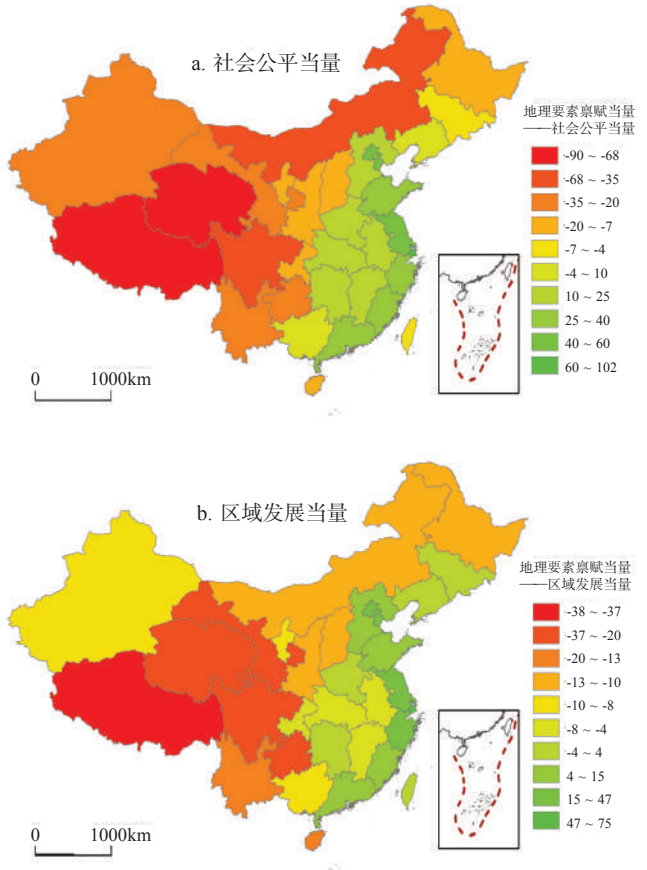 a. 社会公平当量
地理要素禀赋当量
——社会公平当量
-90 ~ -68
-68 ~ -35
-35 ~ -20
-20 ~ -7
-7 ~ -4
-4 ~ 10
10 ~ 25
25 ~ 40
40 ~ 60
60 ~ 102
0 1000km
b. 区域发展当量
地理要素禀赋当量
——区域发展当量
-38 ~ -37
-37 ~ -20
-20 ~ -13
-13 ~ -10
-10 ~ -8
-8 ~ -4
-4 ~ 4
4 ~ 15
15 ~ 47
47 ~ 75
0 1000km